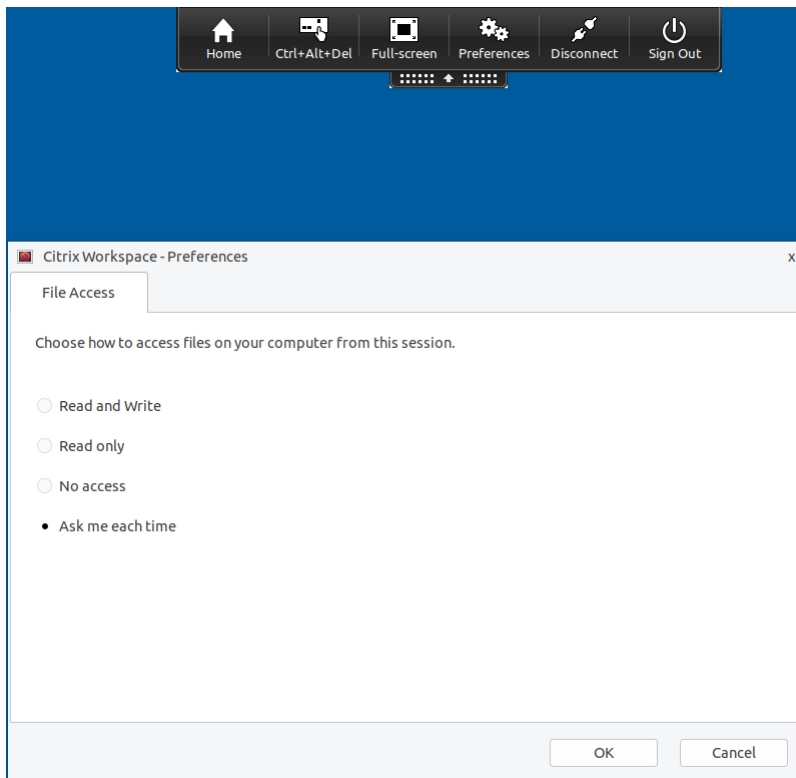 Home Ctrl+Alt+Del Full-screen Preferences Disconnect Sign Out
Citrix Workspace - Preferences x
File Access
Choose how to access files on your computer from this session.
Read and Write
Read only
No access
Ask me each time
OK Cancel